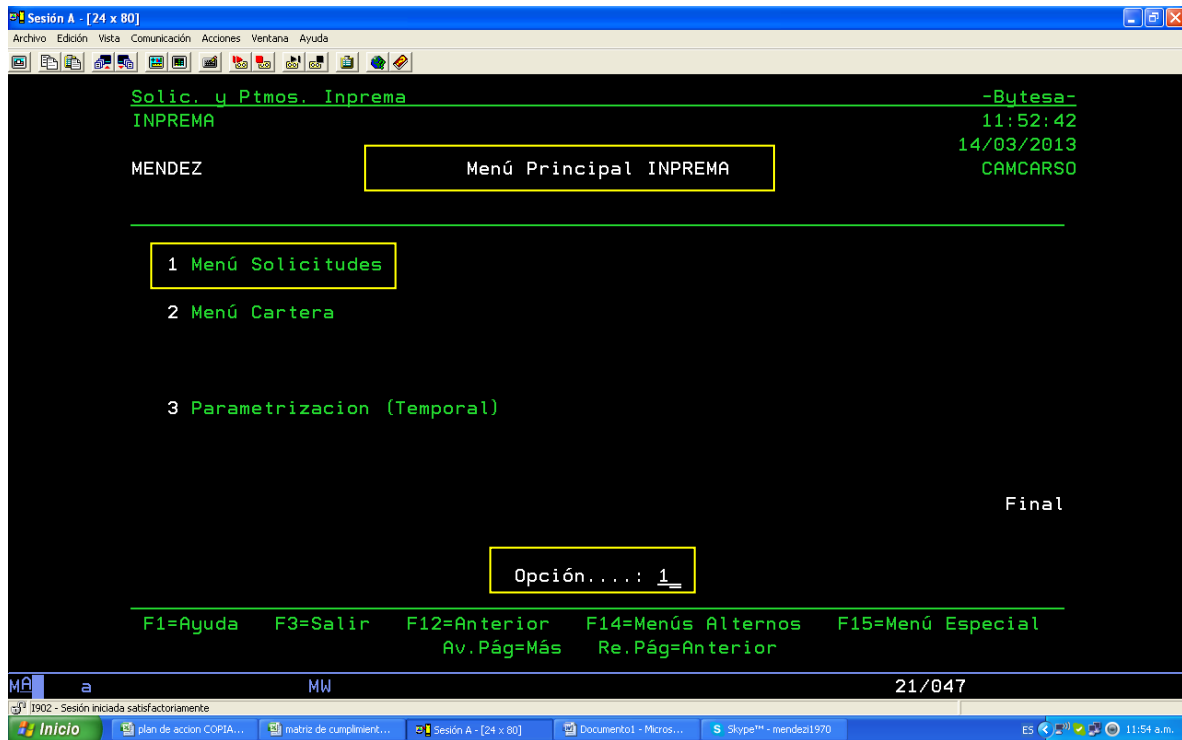 Sesión A - [24 x 80]
Archivo Edición Vista Comunicación Acciones Ventana Ayuda
Solic. y Ptmos. Inprema -Bytesa-
INPREMA 11:52:42
14/03/2013
MENDEZ Menú Principal INPREMA CAMCARSO
1 Menú Solicitudes
2 Menú Cartera
3 Parametrizacion (Temporal)
Final
Opción....: 1_
F1=Ayuda F3=Salir F12=Anterior F14=Menús Alternos F15=Menú Especial
Av.Pág=Más Re.Pág=Anterior
MA a MW 21/047
I902 - Sesión iniciada satisfactoriamente
Inicio plan de accion COPIA... matriz de cumplimient... Sesión A - [24 x 80] Documento1 - Micros... Skype™ - mendezi1970 ES 11:54 a.m.